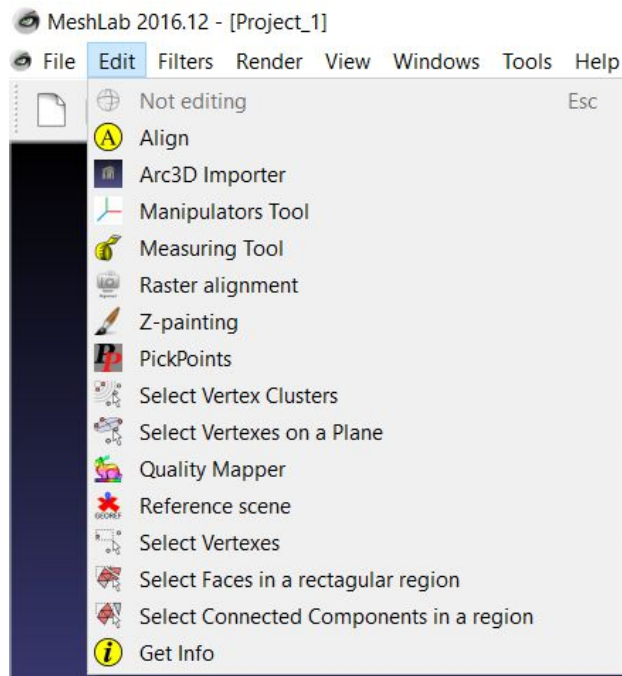 MeshLab 2016.12 - [Project_1]
File Edit Filters Render View Windows Tools Help
Not editing Esc
A Align
Arc3D Importer
Manipulators Tool
Measuring Tool
Raster alignment
Z-painting
PP PickPoints
Select Vertex Clusters
Select Vertexes on a Plane
Quality Mapper
GEOREF Reference scene
Select Vertexes
Select Faces in a rectagular region
Select Connected Components in a region
i Get Info